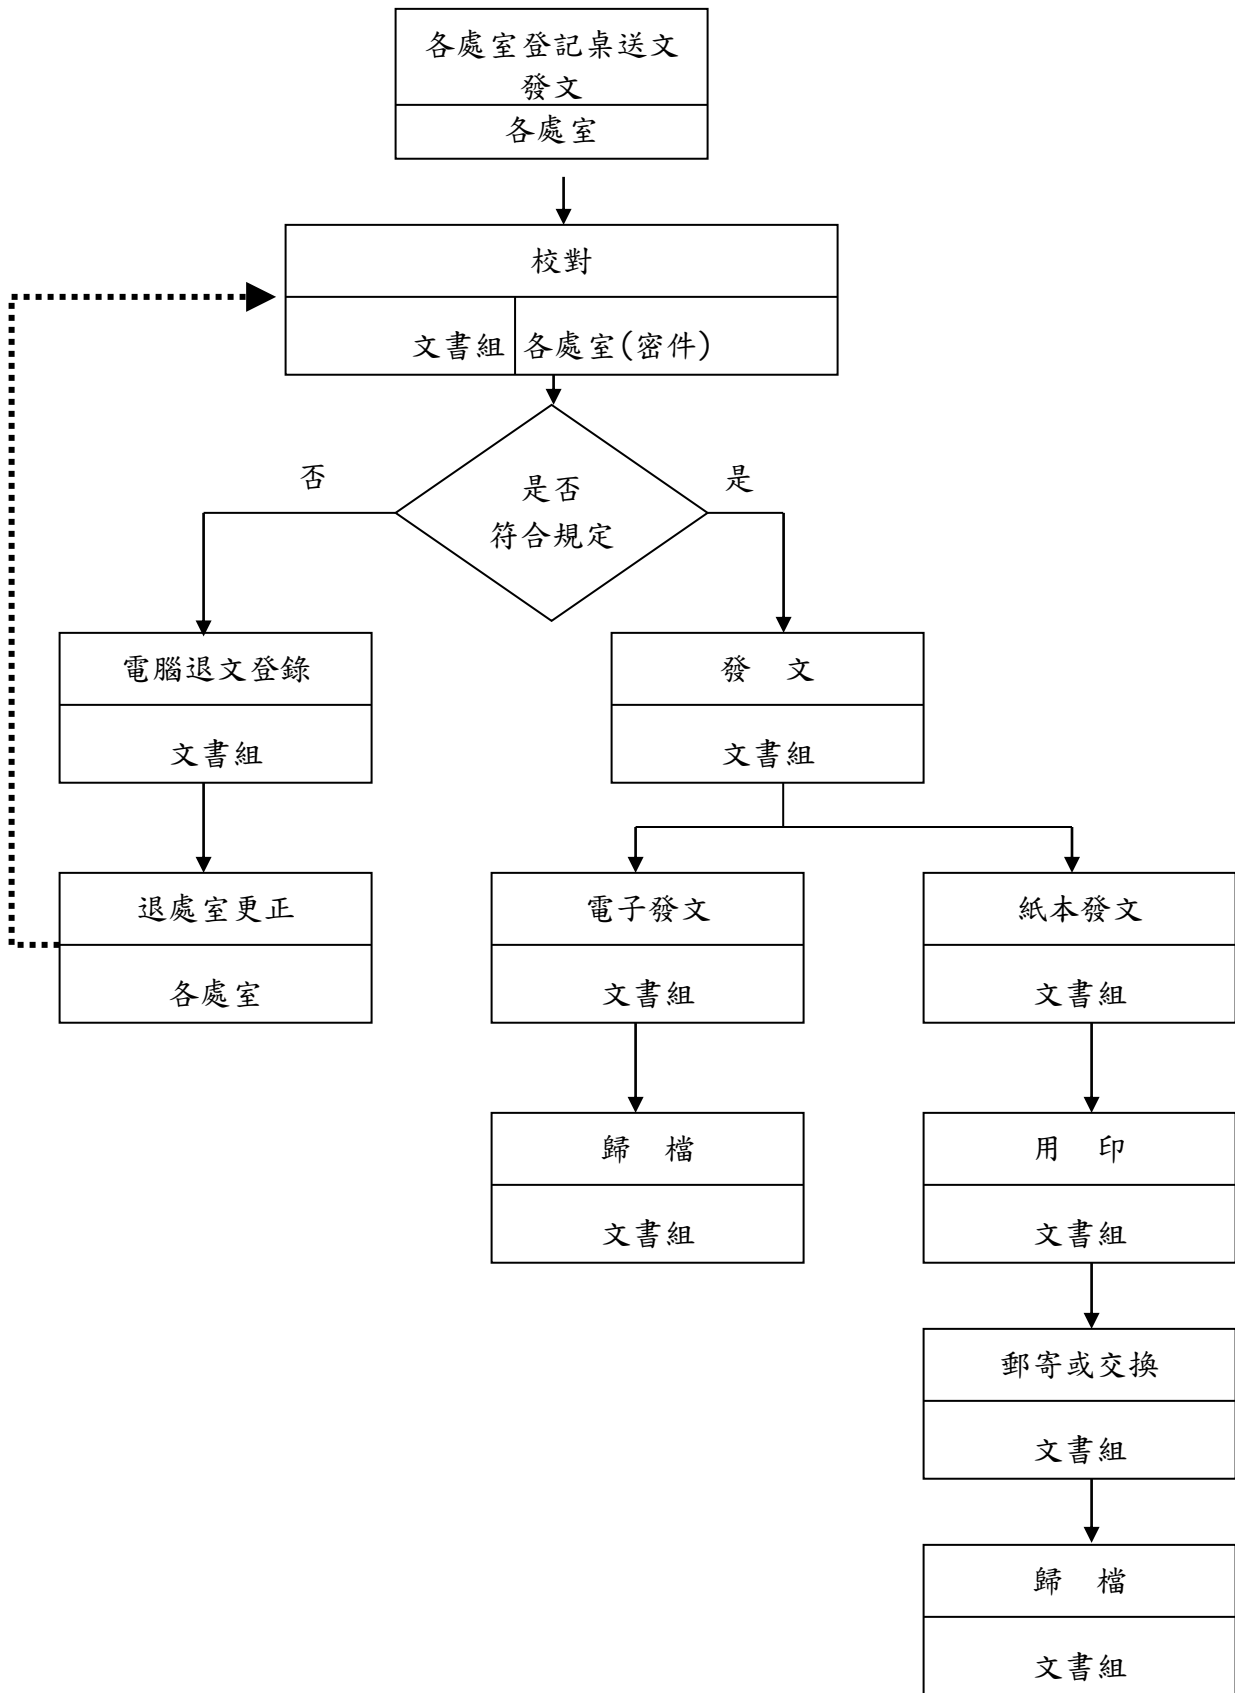 各處室登記桌送文
發文
各處室
校對
文書組 各處室(密件)
否
是
是否
符合規定
電腦退文登錄
文書組
發　文
文書組
退處室更正
各處室
電子發文
文書組
紙本發文
文書組
歸　檔
文書組
用　印
文書組
郵寄或交換
文書組
歸　檔
文書組